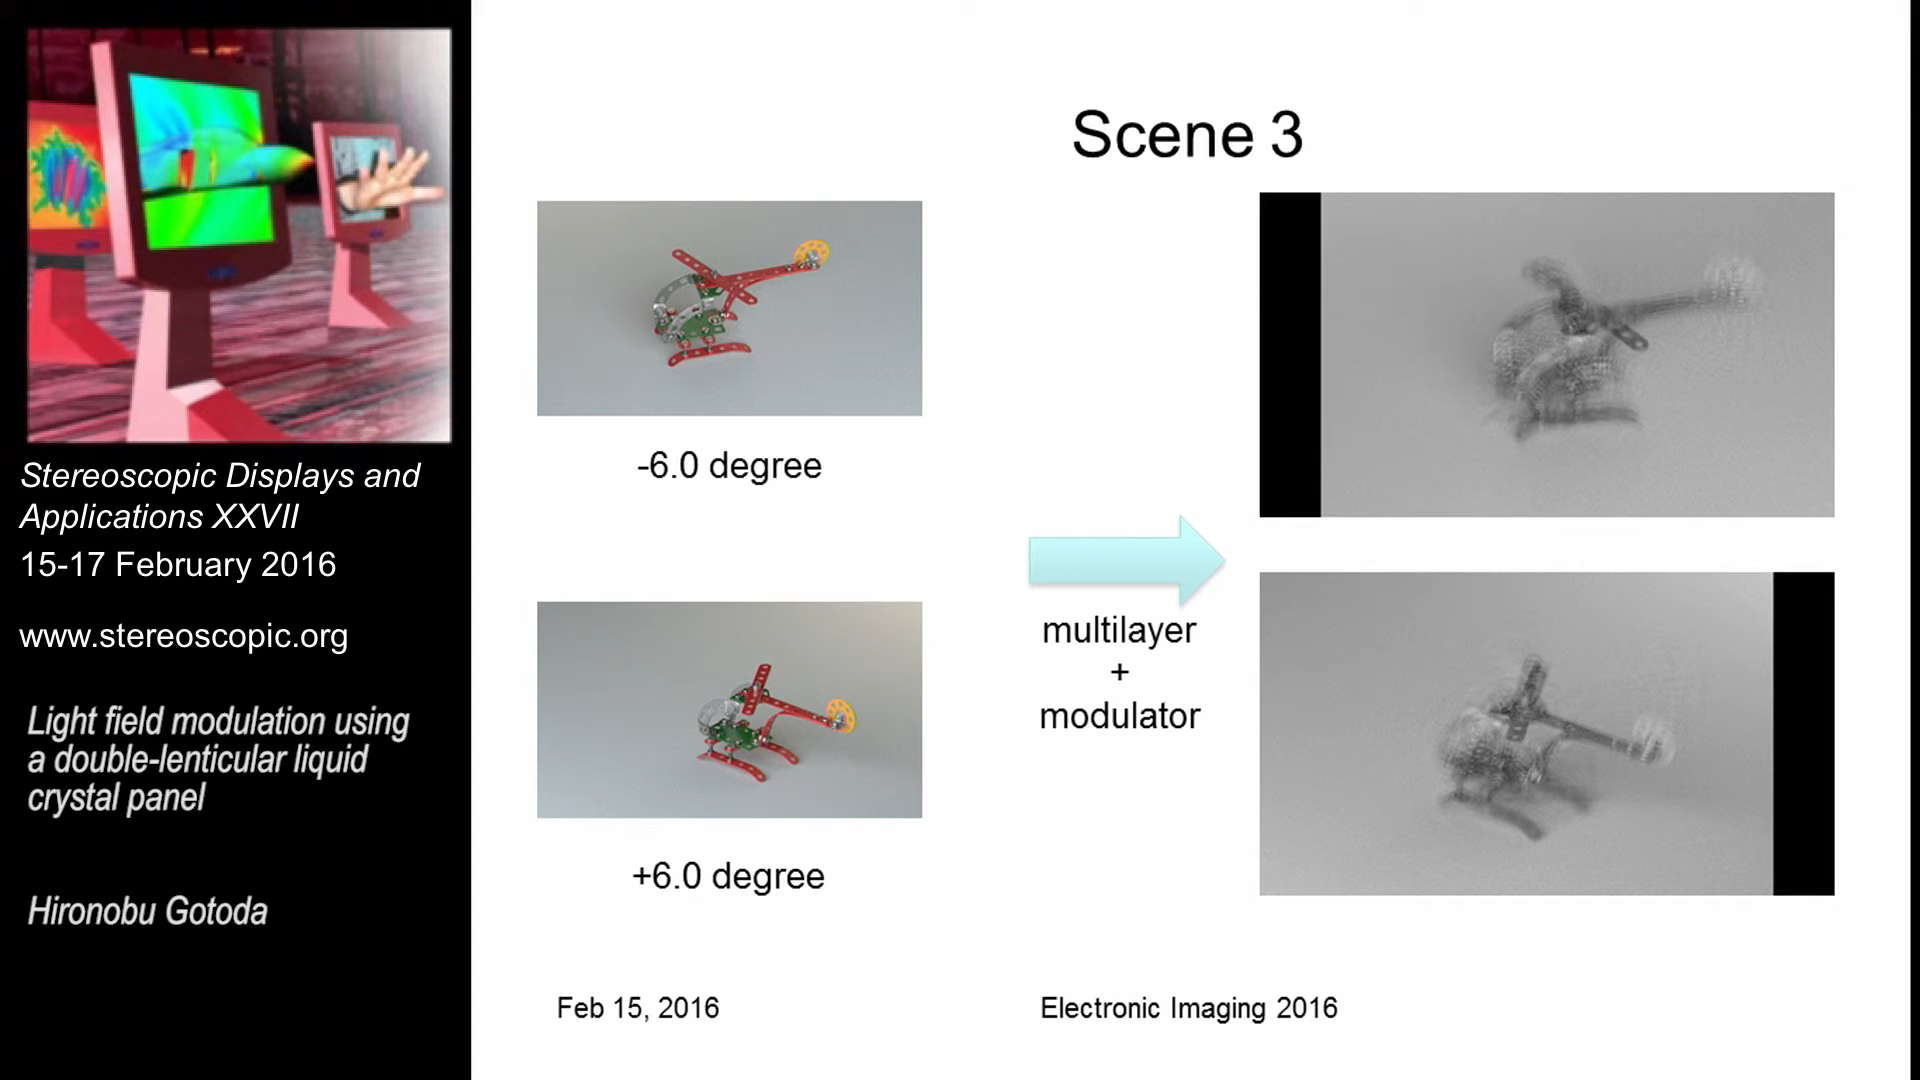 Stereoscopic Displays and
Applications XXVII
15-17 February 2016
www.stereoscopic.org
Light field modulation using
a double-lenticular liquid
crystal panel
Hironobu Gotoda
Scene 3
-6.0 degree
multilayer
+
modulator
+6.0 degree
Feb 15, 2016
Electronic Imaging 2016